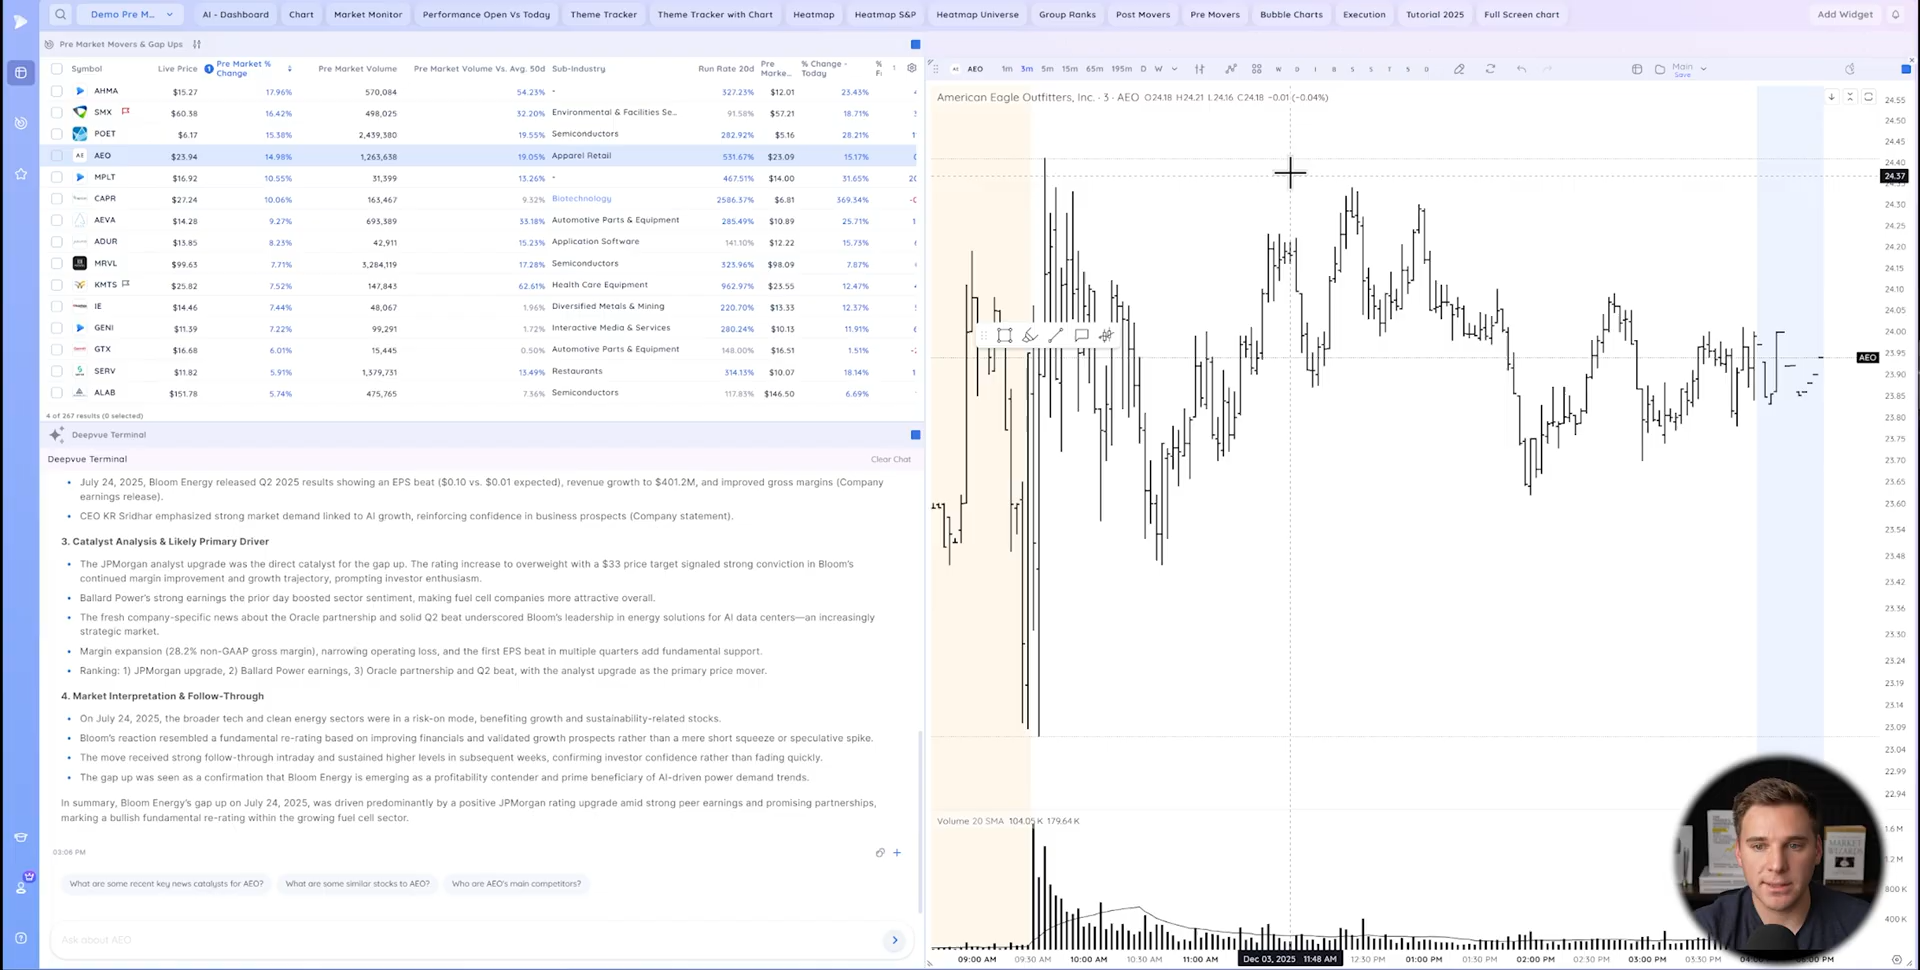 Demo Pre M...
AI - Dashboard
Chart
Market Monitor
Performance Open Vs Today
Theme Tracker
Theme Tracker with Chart
Heatmap
Heatmap S&P
Heatmap Universe
Group Ranks
Post Movers
Pre Movers
Bubble Charts
Execution
Tutorial 2025
Full Screen chart
Add Widget
Pre Market Movers & Gap Ups
Symbol Live Price 1 Pre Market % Change Pre Market Volume Pre Market Volume Vs. Avg. 50d Sub-Industry Run Rate 20d Pre Marke... % Change - Today % 1
AHMA $15.27 17.96% 570,084 54.23% - 327.23% $12.01 23.43%
SMX $60.38 16.42% 498,025 32.20% Environmental & Facilities Se... 91.58% $57.21 18.71%
POET $6.17 15.38% 2,439,380 19.55% Semiconductors 282.92% $5.16 28.21%
AE AEO $23.94 14.98% 1,263,638 19.05% Apparel Retail 531.67% $23.09 15.17%
MPLT $16.92 10.55% 31,399 13.26% - 467.51% $14.00 31.65%
CAPR $27.24 10.06% 163,467 9.32% Biotechnology 2586.37% $6.81 369.34%
AEVA $14.28 9.27% 693,389 33.18% Automotive Parts & Equipment 285.49% $10.89 25.71%
ADUR $13.85 8.23% 42,911 15.23% Application Software 141.10% $12.22 15.73%
MRVL $99.63 7.71% 3,284,119 17.28% Semiconductors 323.96% $98.09 7.87%
KMTS $25.82 7.52% 147,843 62.61% Health Care Equipment 962.97% $23.55 12.47%
IE $14.46 7.44% 48,067 1.96% Diversified Metals & Mining 220.70% $13.33 12.37%
GENI $11.39 7.22% 99,291 1.72% Interactive Media & Services 280.24% $10.13 11.91%
GTX $16.68 6.01% 15,445 0.50% Automotive Parts & Equipment 148.00% $16.51 1.51%
SERV $11.82 5.91% 1,379,731 13.49% Restaurants 314.13% $10.07 18.14%
ALAB $151.78 5.74% 475,765 7.36% Semiconductors 117.83% $146.50 6.69%
4 of 267 results (0 selected)
Deepvue Terminal
Deepvue Terminal
Clear Chat
• July 24, 2025, Bloom Energy released Q2 2025 results showing an EPS beat ($0.10 vs. $0.01 expected), revenue growth to $401.2M, and improved gross margins (Company
earnings release).
• CEO KR Sridhar emphasized strong market demand linked to AI growth, reinforcing confidence in business prospects (Company statement).
3. Catalyst Analysis & Likely Primary Driver
• The JPMorgan analyst upgrade was the direct catalyst for the gap up. The rating increase to overweight with a $33 price target signaled strong conviction in Bloom's
continued margin improvement and growth trajectory, prompting investor enthusiasm.
• Ballard Power's strong earnings the prior day boosted sector sentiment, making fuel cell companies more attractive overall.
• The fresh company-specific news about the Oracle partnership and solid Q2 beat underscored Bloom's leadership in energy solutions for AI data centers—an increasingly
strategic market.
• Margin expansion (28.2% non-GAAP gross margin), narrowing operating loss, and the first EPS beat in multiple quarters add fundamental support.
• Ranking: 1) JPMorgan upgrade, 2) Ballard Power earnings, 3) Oracle partnership and Q2 beat, with the analyst upgrade as the primary price mover.
4. Market Interpretation & Follow-Through
• On July 24, 2025, the broader tech and clean energy sectors were in a risk-on mode, benefiting growth and sustainability-related stocks.
• Bloom's reaction resembled a fundamental re-rating based on improving financials and validated growth prospects rather than a mere short squeeze or speculative spike.
• The move received strong follow-through intraday and sustained higher levels in subsequent weeks, confirming investor confidence rather than fading quickly.
• The gap up was seen as a confirmation that Bloom Energy is emerging as a profitability contender and prime beneficiary of AI-driven power demand trends.
In summary, Bloom Energy's gap up on July 24, 2025, was driven predominantly by a positive JPMorgan rating upgrade amid strong peer earnings and promising partnerships,
marking a bullish fundamental re-rating within the growing fuel cell sector.
03:06 PM
What are some recent key news catalysts for AEO?
What are some similar stocks to AEO?
Who are AEO's main competitors?
Ask about AEO
AEO 1m 3m 5m 15m 65m 195m D W
W D I B S S T S D
Main
Save
American Eagle Outfitters, Inc. · 3 · AEO O24.18 H24.21 L24.16 C24.18 −0.01 (−0.04%)
24.55
24.50
24.45
24.40
24.37
24.30
24.25
24.20
24.15
24.10
24.05
24.00
23.95
AEO
23.90
23.85
23.80
23.75
23.70
23.65
23.60
23.54
23.48
23.42
23.36
23.30
23.24
23.19
23.14
23.09
23.04
22.99
22.94
Volume 20 SMA 104.05 K 179.64 K
1.6 M
1.2 M
800 K
400 K
MARKET WIZARDS
09:00 AM 09:30 AM 10:00 AM 10:30 AM 11:00 AM Dec 03, 2025 11:48 AM 12:30 PM 01:00 PM 01:30 PM 02:00 PM 02:30 PM 03:00 PM